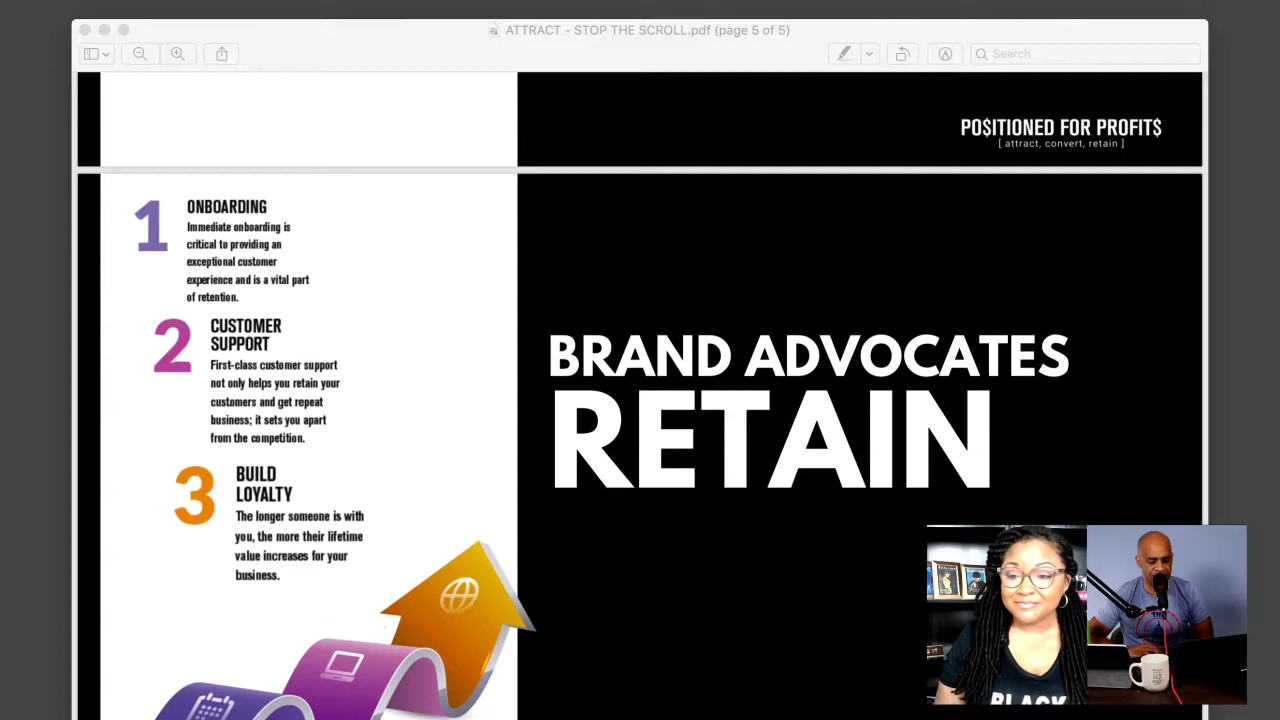 ATTRACT - STOP THE SCROLL.pdf (page 5 of 5)
Search
PO$ITIONED FOR PROFIT$
[ attract, convert, retain ]
1
ONBOARDING
Immediate onboarding is
critical to providing an
exceptional customer
experience and is a vital part
of retention.
2
CUSTOMER
SUPPORT
First-class customer support
not only helps you retain your
customers and get repeat
business; it sets you apart
from the competition.
3
BUILD
LOYALTY
The longer someone is with
you, the more their lifetime
value increases for your
business.
BRAND ADVOCATES
RETAIN
BLACK